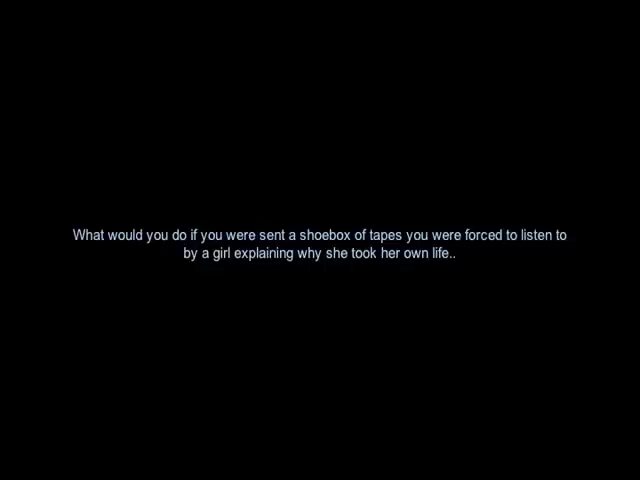 What would you do if you were sent a shoebox of tapes you were forced to listen to
by a girl explaining why she took her own life..